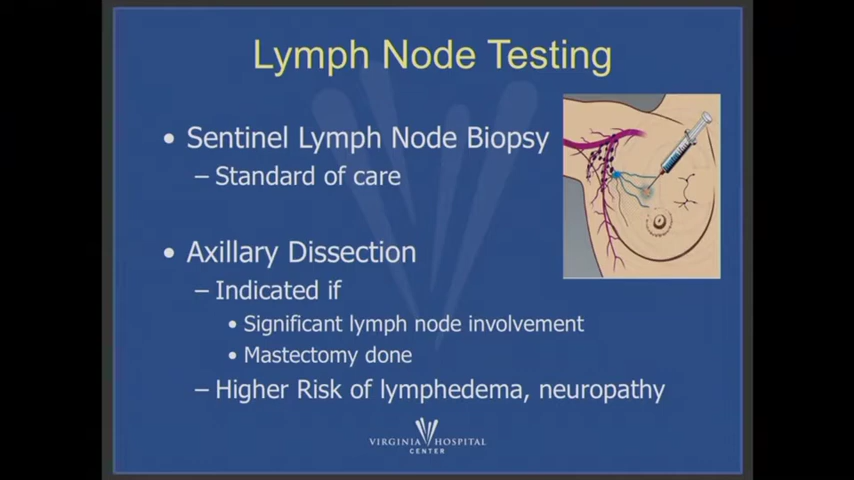 Lymph Node Testing
• Sentinel Lymph Node Biopsy
– Standard of care
• Axillary Dissection
– Indicated if
• Significant lymph node involvement
• Mastectomy done
– Higher Risk of lymphedema, neuropathy
VIRGINIA HOSPITAL
CENTER